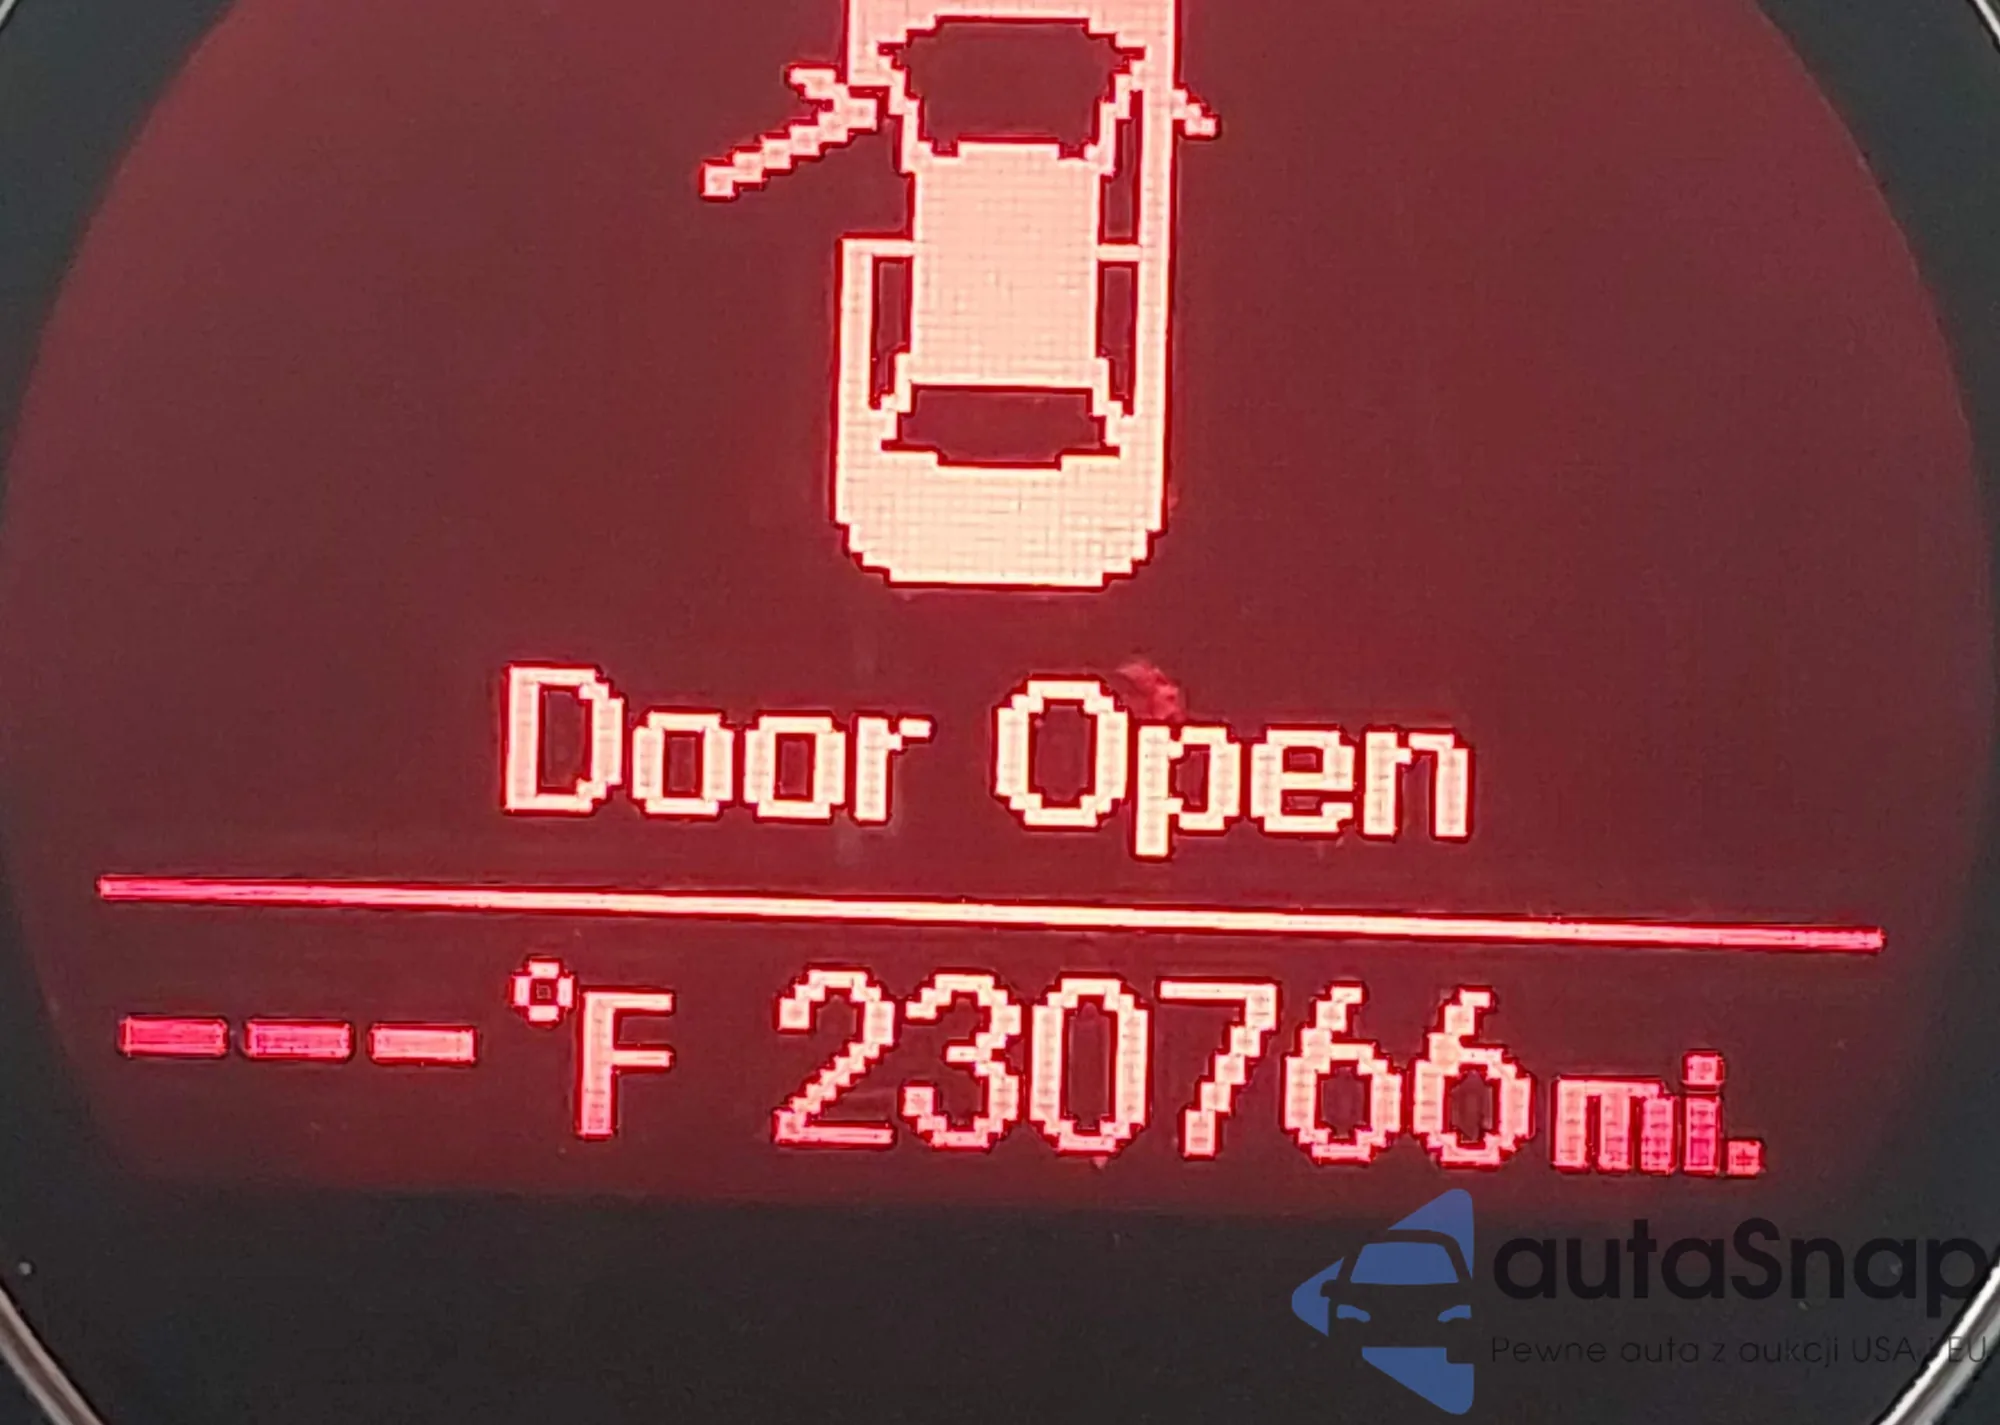 Door Open
---°F 230766mi.
autaSnap
Pewne auta z aukcji USA i EU